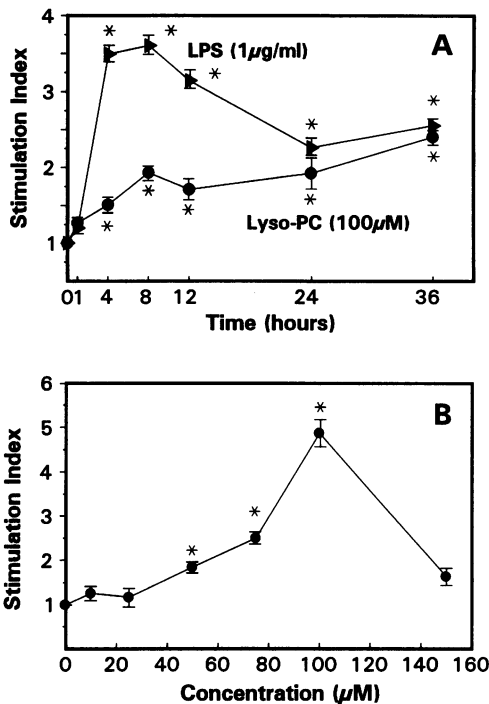 4
A
LPS (1µg/ml)
3
Stimulation Index
2
Lyso-PC (100µM)
1
0 1 4 8 12 24 36
Time (hours)
6
B
5
4
Stimulation Index
3
2
1
0 20 40 60 80 100 120 140 160
Concentration (µM)